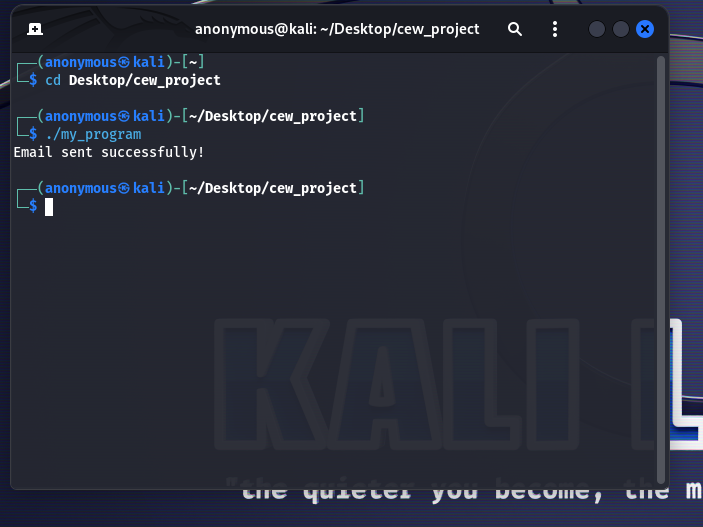 anonymous@kali: ~/Desktop/cew_project
┌──(anonymous㉿kali)-[~]
└─$ cd Desktop/cew_project
┌──(anonymous㉿kali)-[~/Desktop/cew_project]
└─$ ./my_program
Email sent successfully!
┌──(anonymous㉿kali)-[~/Desktop/cew_project]
└─$
KALI L
"the quieter you become, the m